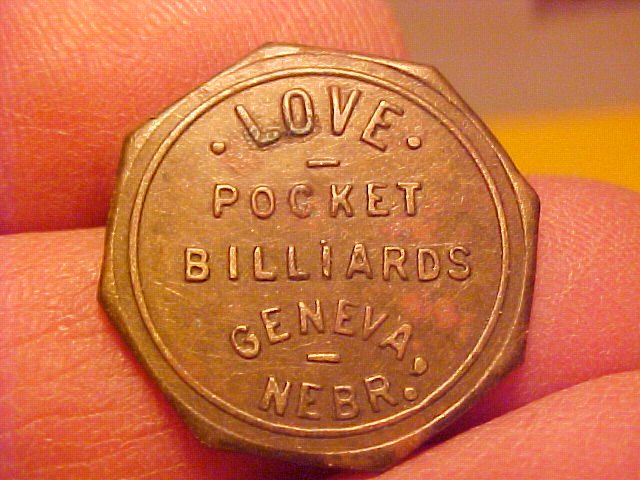 · LOVE ·
—
POCKET
BILLIARDS
GENEVA,
—
NEBR.